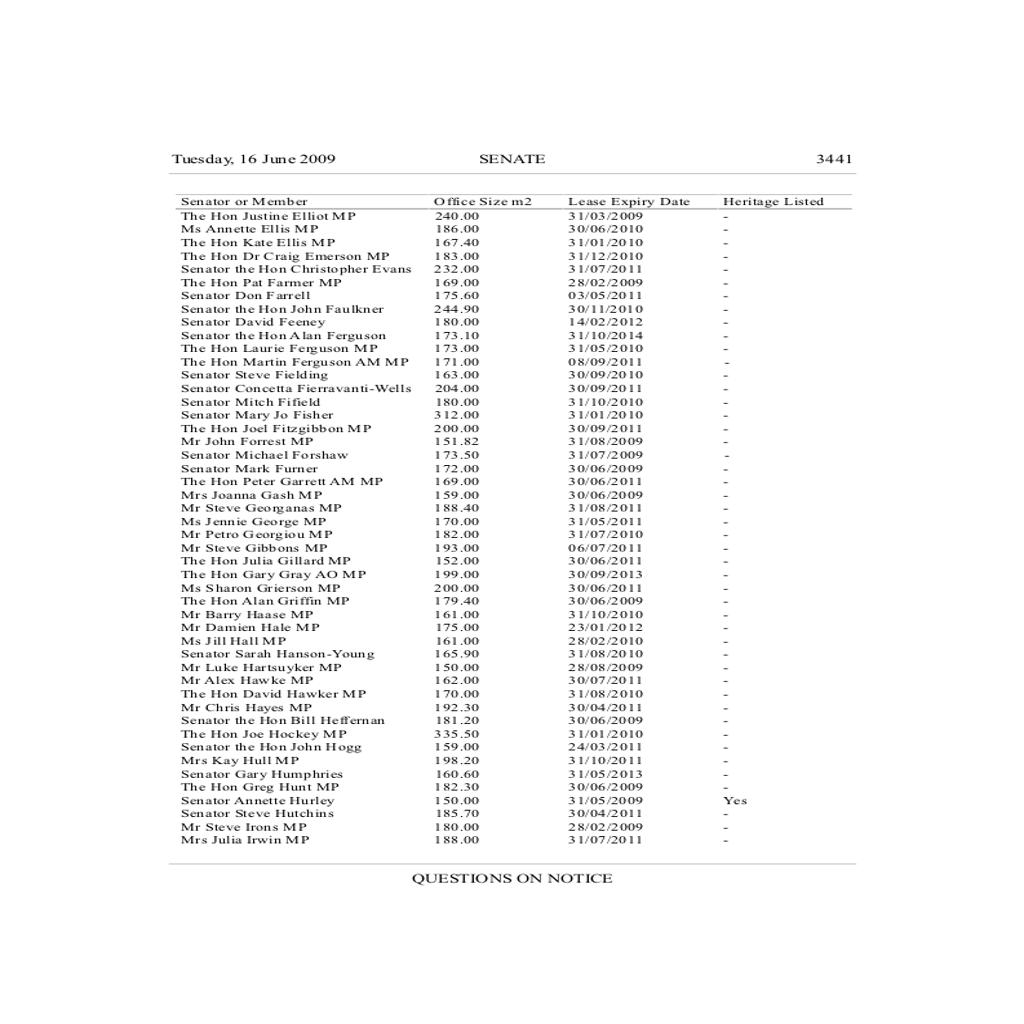 Tuesday, 16 June 2009 SENATE 3441
Senator or Member Office Size m2 Lease Expiry Date Heritage Listed
The Hon Justine Elliot MP 240.00 31/03/2009 -
Ms Annette Ellis MP 186.00 30/06/2010 -
The Hon Kate Ellis MP 167.40 31/01/2010 -
The Hon Dr Craig Emerson MP 183.00 31/12/2010 -
Senator the Hon Christopher Evans 232.00 31/07/2011 -
The Hon Pat Farmer MP 169.00 28/02/2009 -
Senator Don Farrell 175.60 03/05/2011 -
Senator the Hon John Faulkner 244.90 30/11/2010 -
Senator David Feeney 180.00 14/02/2012 -
Senator the Hon Alan Ferguson 173.10 31/10/2014 -
The Hon Laurie Ferguson MP 173.00 31/05/2010 -
The Hon Martin Ferguson AM MP 171.00 08/09/2011 -
Senator Steve Fielding 163.00 30/09/2010 -
Senator Concetta Fierravanti-Wells 204.00 30/09/2011 -
Senator Mitch Fifield 180.00 31/10/2010 -
Senator Mary Jo Fisher 312.00 31/01/2010 -
The Hon Joel Fitzgibbon MP 200.00 30/09/2011 -
Mr John Forrest MP 151.82 31/08/2009 -
Senator Michael Forshaw 173.50 31/07/2009 -
Senator Mark Furner 172.00 30/06/2009 -
The Hon Peter Garrett AM MP 169.00 30/06/2011 -
Mrs Joanna Gash MP 159.00 30/06/2009 -
Mr Steve Georganas MP 188.40 31/08/2011 -
Ms Jennie George MP 170.00 31/05/2011 -
Mr Petro Georgiou MP 182.00 31/07/2010 -
Mr Steve Gibbons MP 193.00 06/07/2011 -
The Hon Julia Gillard MP 152.00 30/06/2011 -
The Hon Gary Gray AO MP 199.00 30/09/2013 -
Ms Sharon Grierson MP 200.00 30/06/2011 -
The Hon Alan Griffin MP 179.40 30/06/2009 -
Mr Barry Haase MP 161.00 31/10/2010 -
Mr Damien Hale MP 175.00 23/01/2012 -
Ms Jill Hall MP 161.00 28/02/2010 -
Senator Sarah Hanson-Young 165.90 31/08/2010 -
Mr Luke Hartsuyker MP 150.00 28/08/2009 -
Mr Alex Hawke MP 162.00 30/07/2011 -
The Hon David Hawker MP 170.00 31/08/2010 -
Mr Chris Hayes MP 192.30 30/04/2011 -
Senator the Hon Bill Heffernan 181.20 30/06/2009 -
The Hon Joe Hockey MP 335.50 31/01/2010 -
Senator the Hon John Hogg 159.00 24/03/2011 -
Mrs Kay Hull MP 198.20 31/10/2011 -
Senator Gary Humphries 160.60 31/05/2013 -
The Hon Greg Hunt MP 182.30 30/06/2009 -
Senator Annette Hurley 150.00 31/05/2009 Yes
Senator Steve Hutchins 185.70 30/04/2011 -
Mr Steve Irons MP 180.00 28/02/2009 -
Mrs Julia Irwin MP 188.00 31/07/2011 -
QUESTIONS ON NOTICE